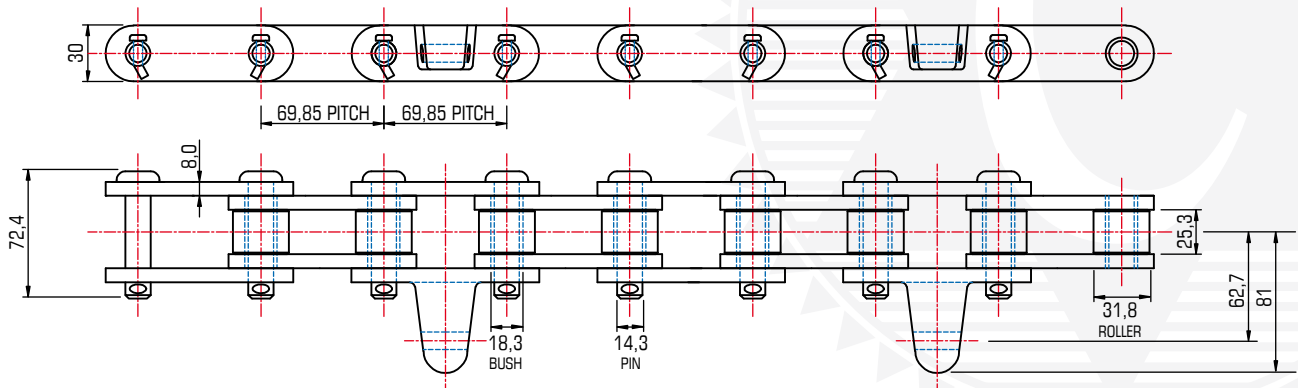 30
69,85 PITCH
69,85 PITCH
8,0
72,4
25,3
62,7
81
31,8
ROLLER
18,3
BUSH
14,3
PIN